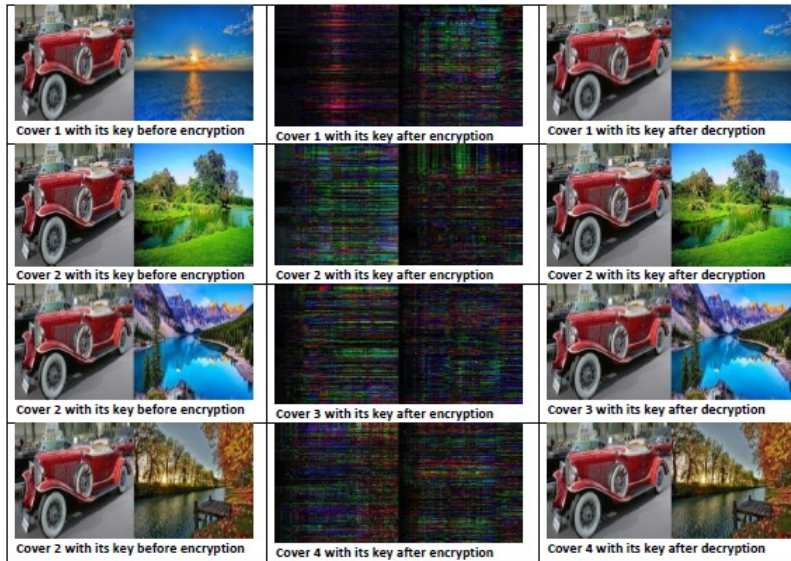 Cover 1 with its key before encryption
Cover 1 with its key after encryption
Cover 1 with its key after decryption
Cover 2 with its key before encryption
Cover 2 with its key after encryption
Cover 2 with its key after decryption
Cover 2 with its key before encryption
Cover 3 with its key after encryption
Cover 3 with its key after decryption
Cover 2 with its key before encryption
Cover 4 with its key after encryption
Cover 4 with its key after decryption